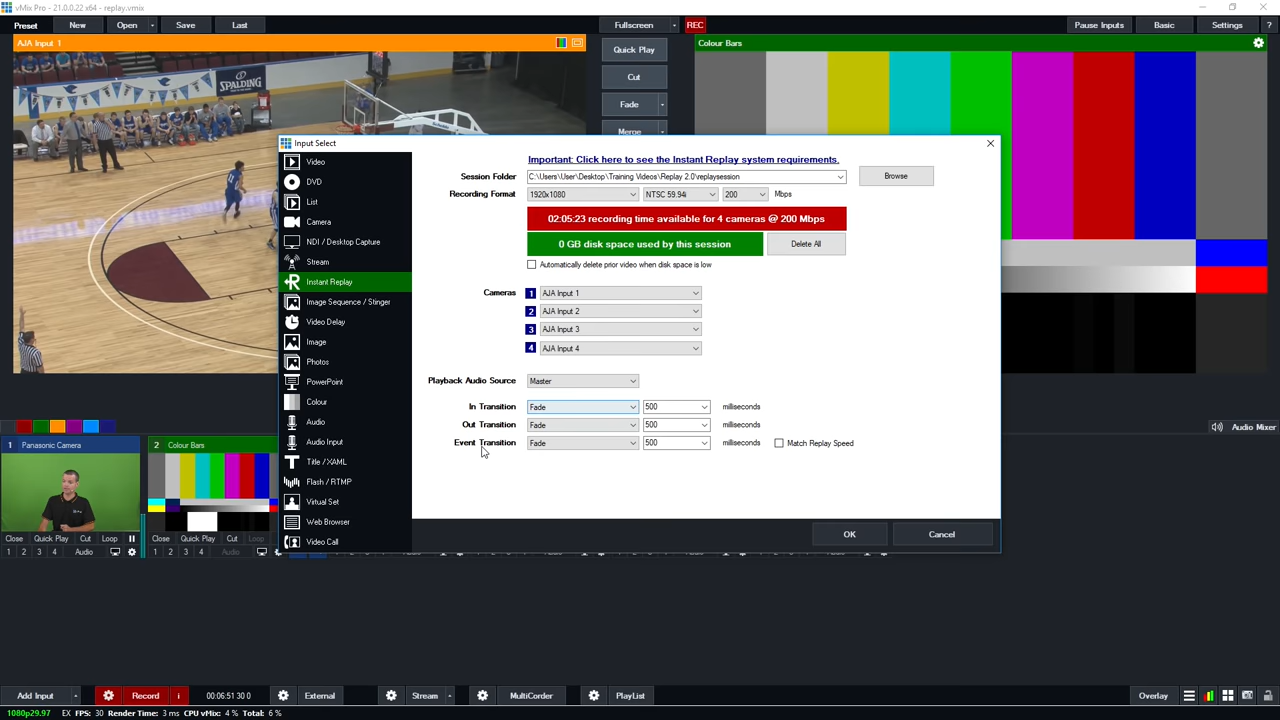 vMix Pro - 21.0.0.22 x64 - replay.vmix
Preset New Open Save Last Fullscreen REC Pause Inputs Basic Settings ?
AJA Input 1 Quick Play Colour Bars
SPALDING
Cut
Fade
Merge
Input Select
Video
DVD
List
Camera
NDI / Desktop Capture
Stream
Instant Replay
Image Sequence / Stinger
Video Delay
Image
Photos
PowerPoint
Colour
Audio
Audio Input
Title / XAML
Flash / RTMP
Virtual Set
Web Browser
Video Call
Important: Click here to see the Instant Replay system requirements.
Session Folder C:\Users\User\Desktop\Training Videos\Replay 2.0\replaysession Browse
Recording Format 1920x1080 NTSC 59.94i 200 Mbps
02:05:23 recording time available for 4 cameras @ 200 Mbps
0 GB disk space used by this session Delete All
Automatically delete prior video when disk space is low
Cameras 1 AJA Input 1
2 AJA Input 2
3 AJA Input 3
4 AJA Input 4
Playback Audio Source Master
In Transition Fade 500 milliseconds
Out Transition Fade 500 milliseconds
Event Transition Fade 500 milliseconds Match Replay Speed
OK Cancel
Audio Mixer
1 Panasonic Camera 2 Colour Bars
Close Quick Play Cut Loop Close Quick Play Cut Loop
1 2 3 4 Audio 1 2 3 4 Audio
Add Input Record i 00:06:51 30 0 External Stream MultiCorder PlayList Overlay
1080p29.97 EX FPS: 30 Render Time: 3 ms CPU vMix: 4 % Total: 6 %